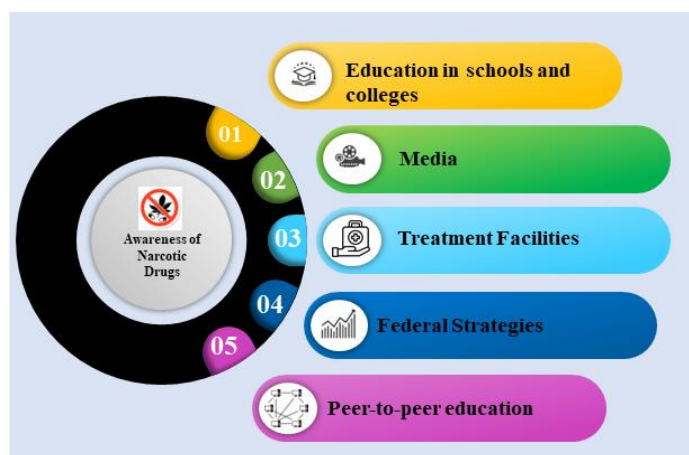 Awareness of
Narcotic
Drugs
01
Education in schools and
colleges
02
Media
03
Treatment Facilities
04
Federal Strategies
05
Peer-to-peer education